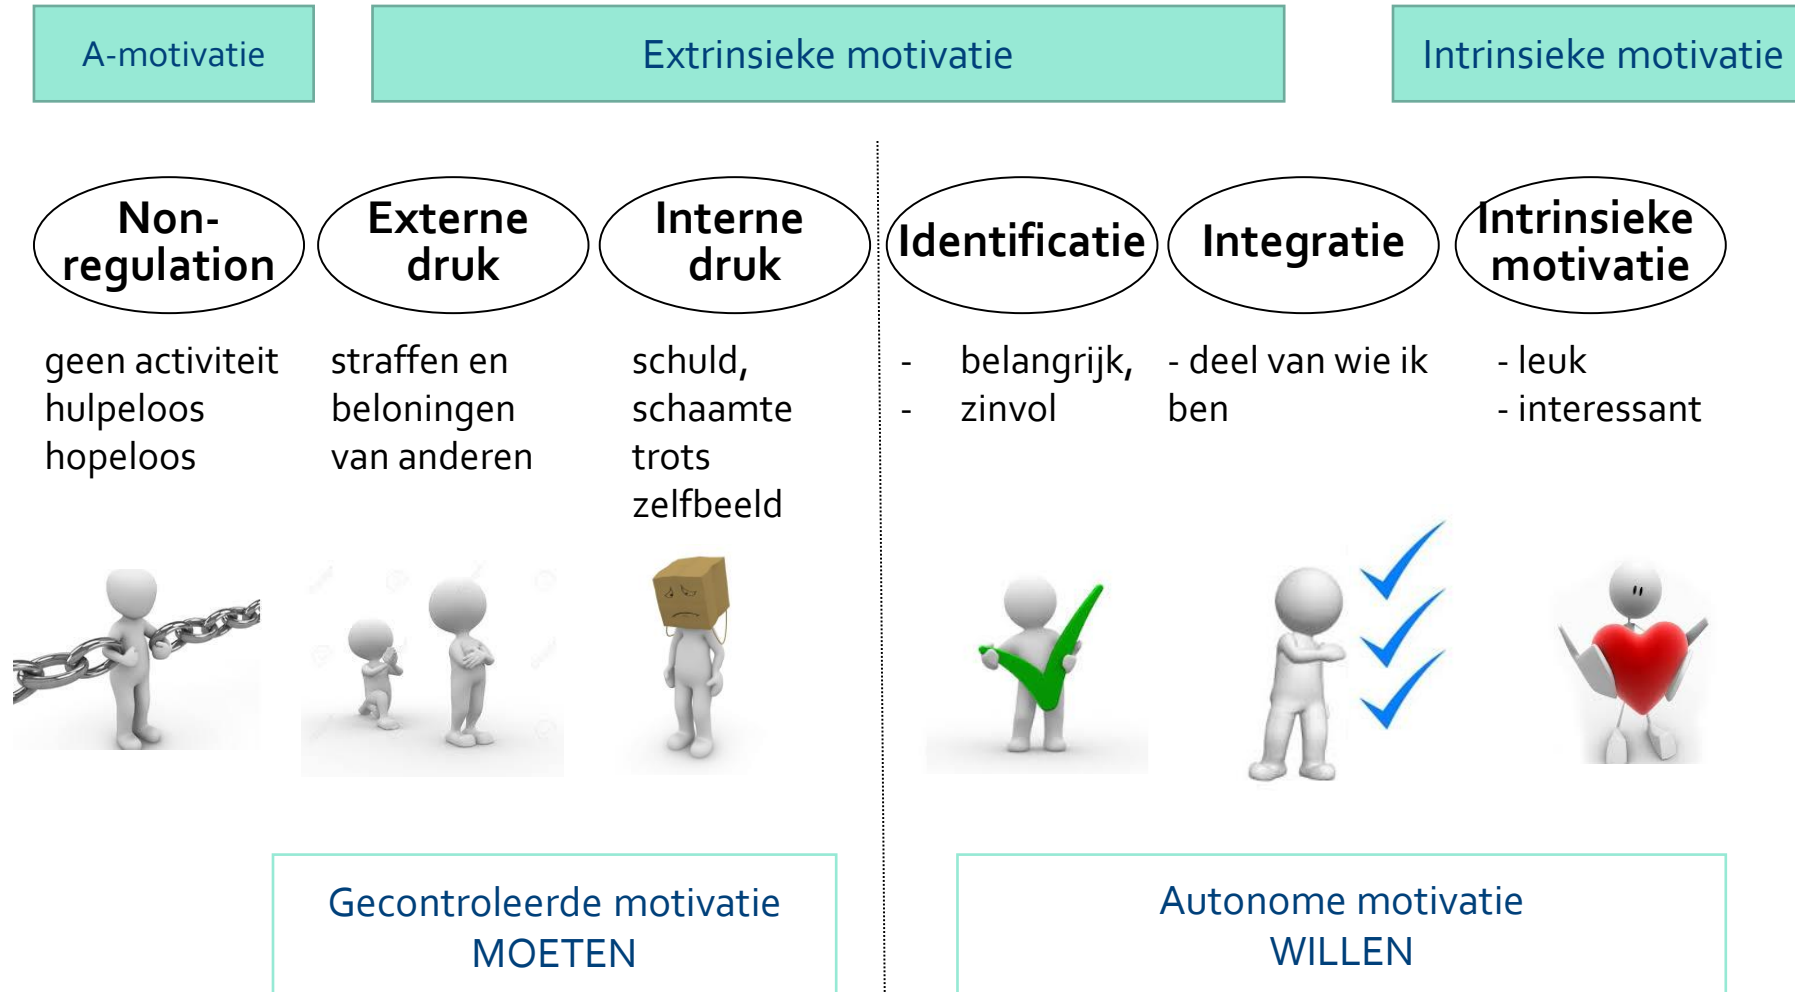 A-motivatie
Extrinsieke motivatie
Intrinsieke motivatie
Non-
regulation
Externe
druk
Interne
druk
Identificatie
Integratie
Intrinsieke
motivatie
geen activiteit
hulpeloos
hopeloos
straffen en
beloningen
van anderen
schuld,
schaamte
trots
zelfbeeld
- belangrijk,
- zinvol
- deel van wie ik
ben
- leuk
- interessant
Gecontroleerde motivatie
MOETEN
Autonome motivatie
WILLEN